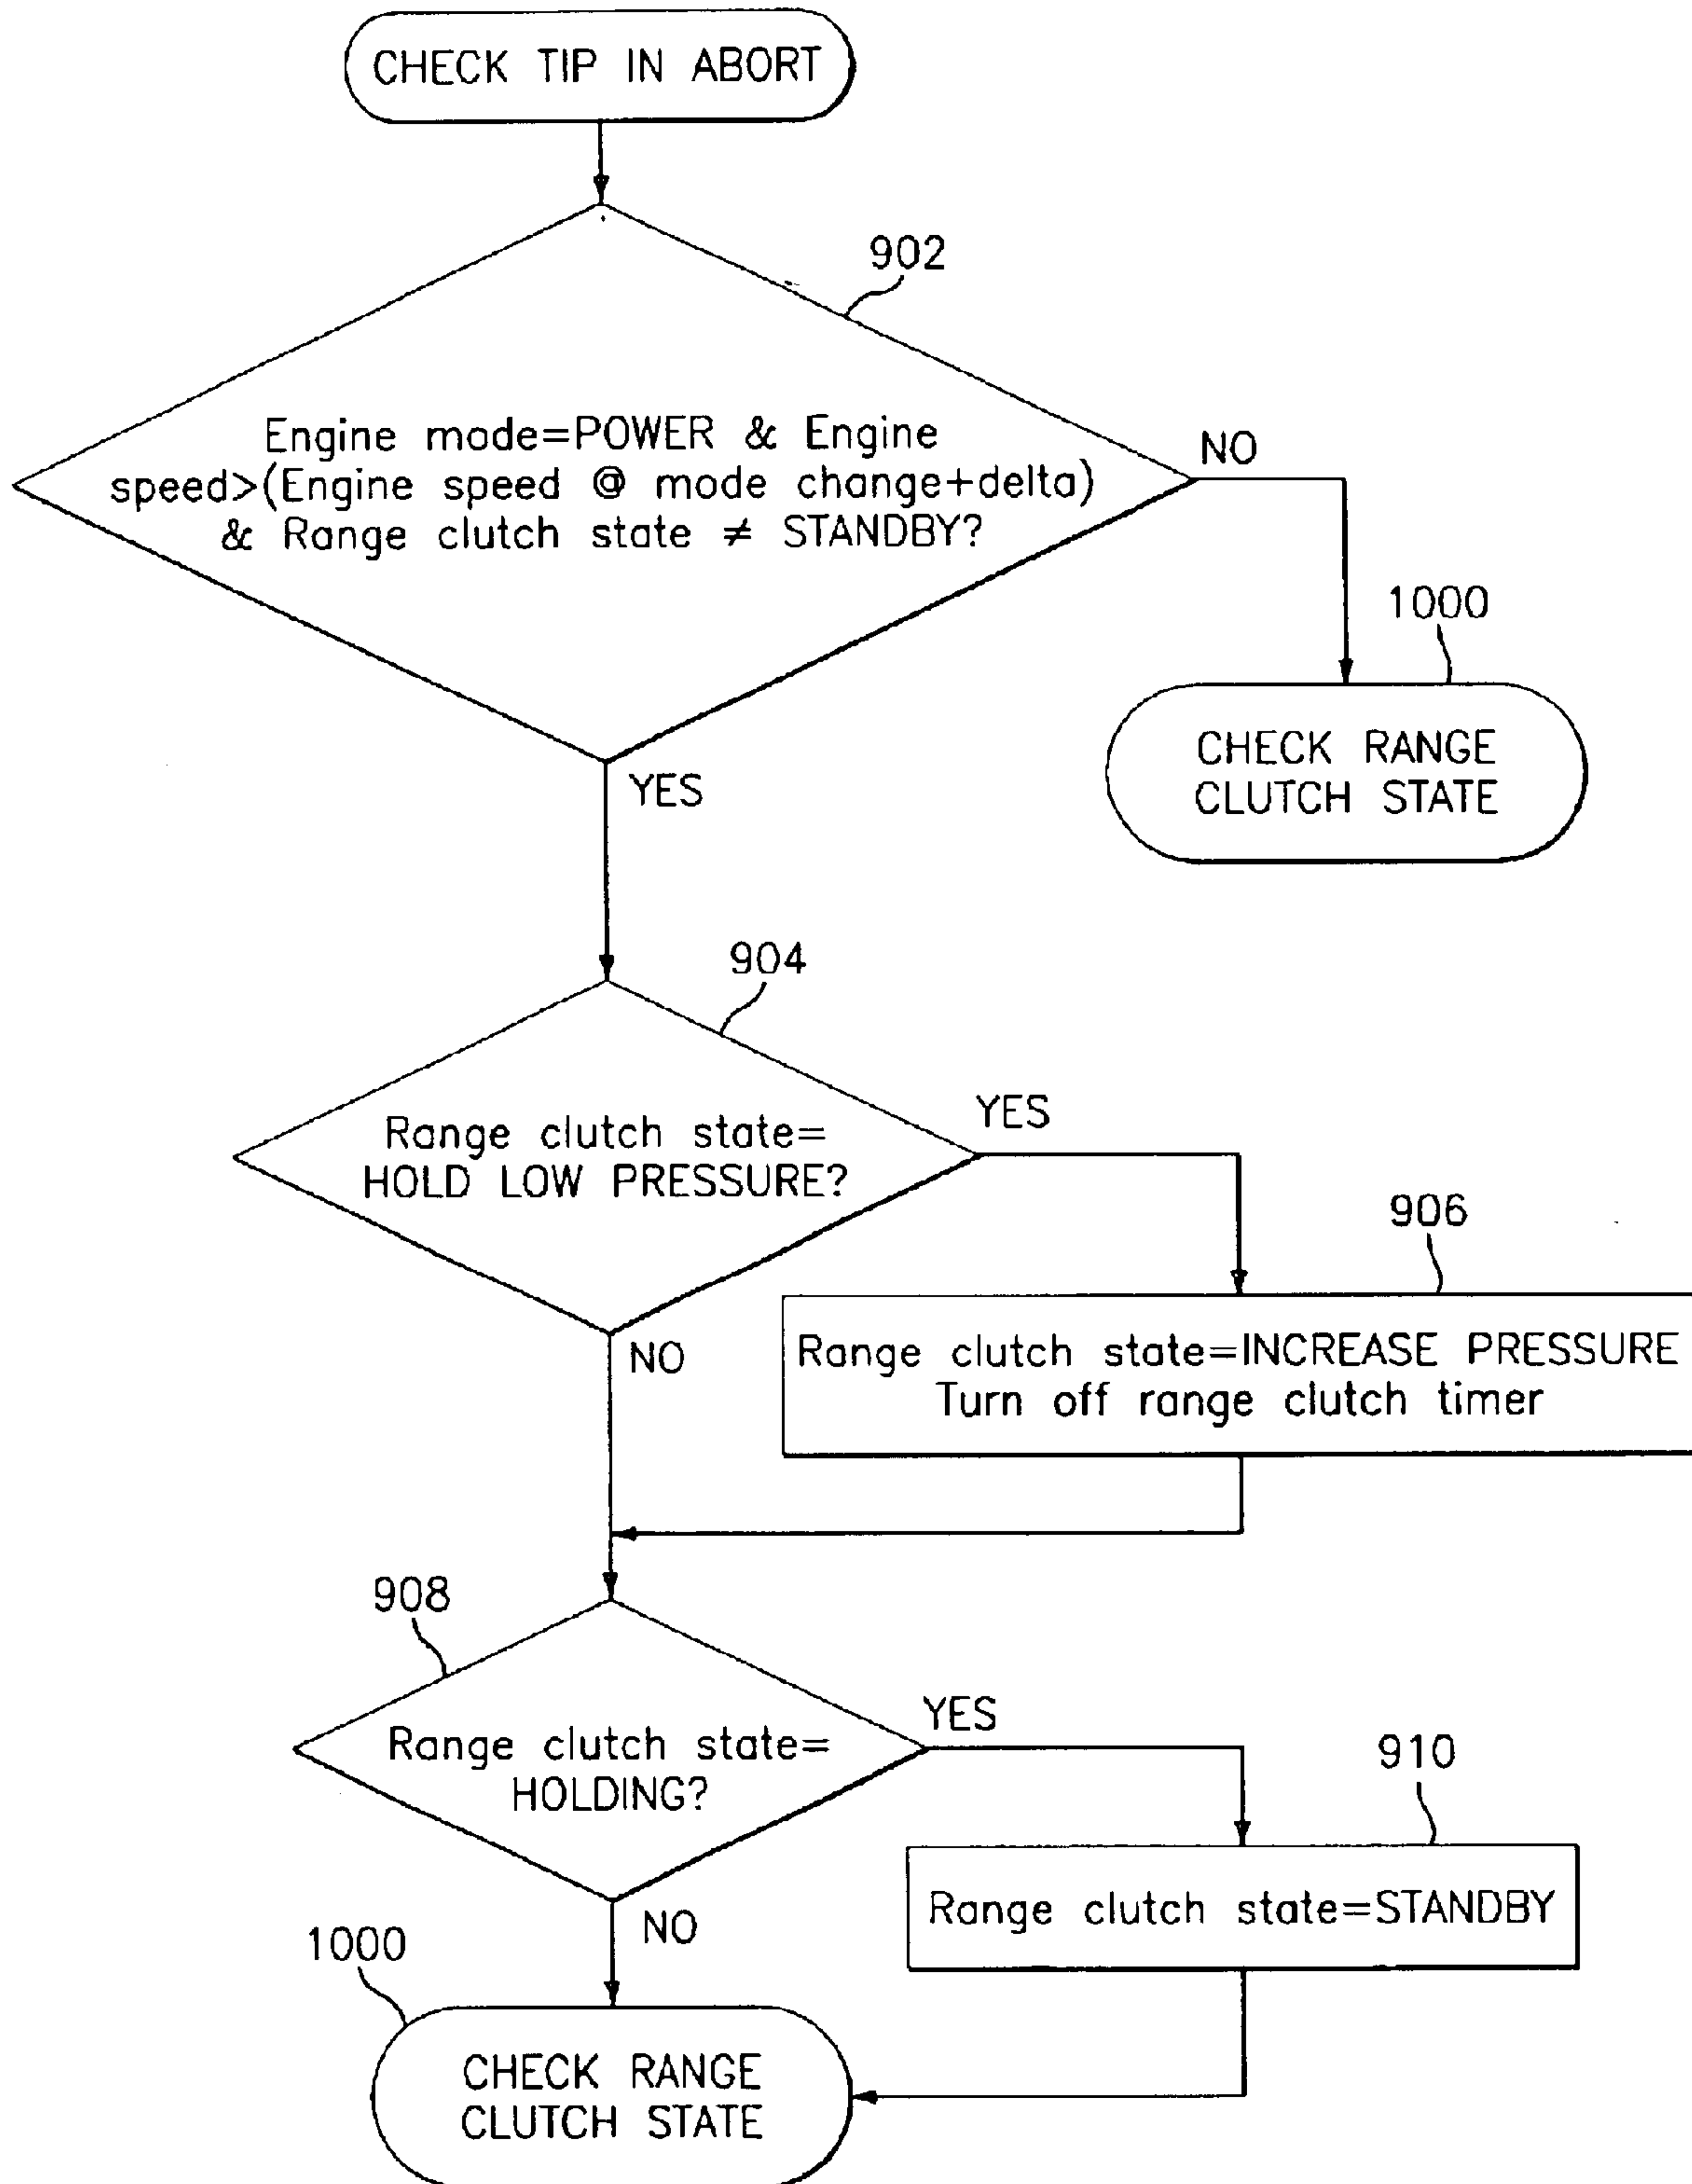 CHECK TIP IN ABORT
902
Engine mode=POWER & Engine
speed>(Engine speed @ mode change+delta)
& Range clutch state ≠ STANDBY?
NO
1000
CHECK RANGE
CLUTCH STATE
YES
904
Range clutch state=
HOLD LOW PRESSURE?
YES
906
Range clutch state=INCREASE PRESSURE
Turn off range clutch timer
NO
908
Range clutch state=
HOLDING?
YES
910
Range clutch state=STANDBY
NO
1000
CHECK RANGE
CLUTCH STATE